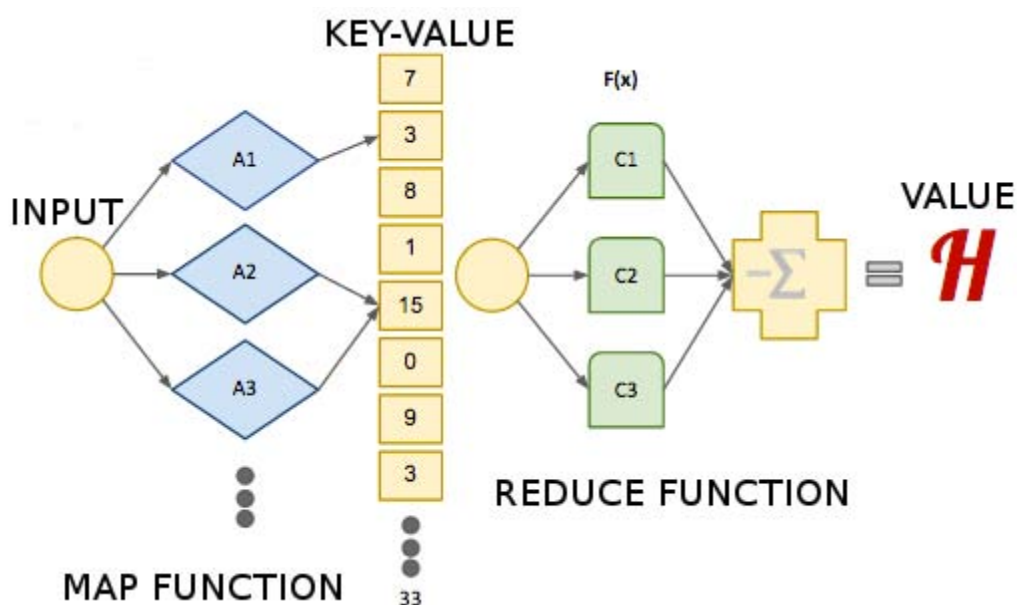 KEY-VALUE
7
F(x)
3
A1
C1
8
INPUT
VALUE
1
A2
C2
-Σ
=
H
15
0
A3
C3
9
3
REDUCE FUNCTION
MAP FUNCTION
33